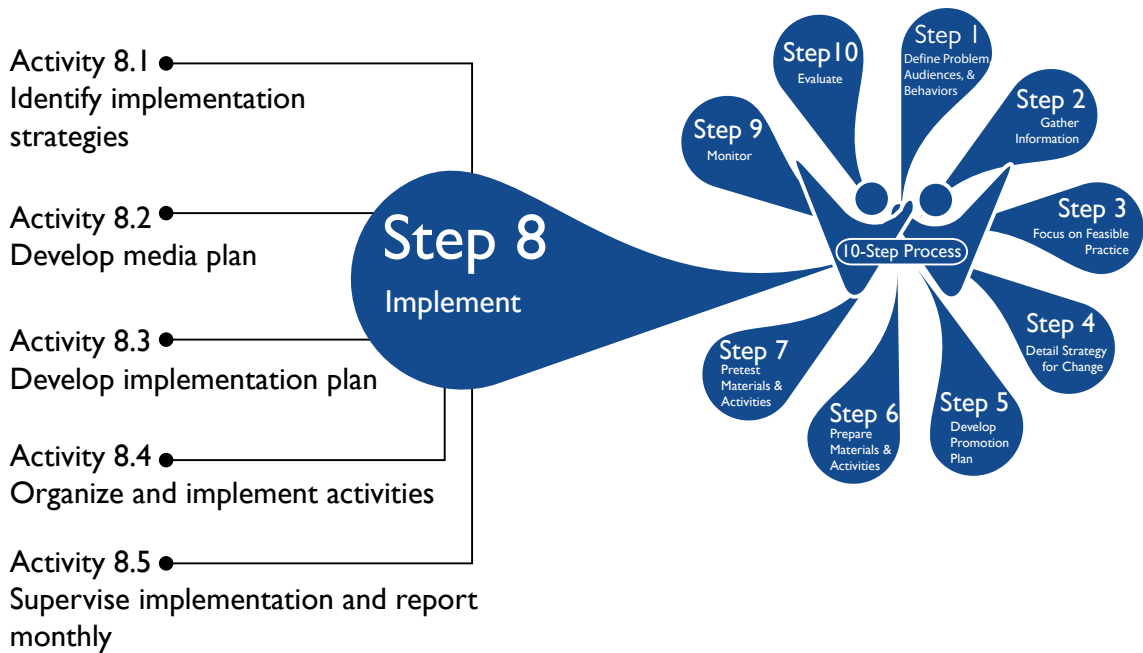 Activity 8.1
Identify implementation
strategies
Activity 8.2
Develop media plan
Activity 8.3
Develop implementation plan
Activity 8.4
Organize and implement activities
Activity 8.5
Supervise implementation and report
monthly
Step 8
Implement
10-Step Process
Step 1
Define Problem,
Audiences, &
Behaviors
Step 2
Gather
Information
Step 3
Focus on Feasible
Practice
Step 4
Detail Strategy
for Change
Step 5
Develop
Promotion
Plan
Step 6
Prepare
Materials &
Activities
Step 7
Pretest
Materials &
Activities
Step 9
Monitor
Step10
Evaluate